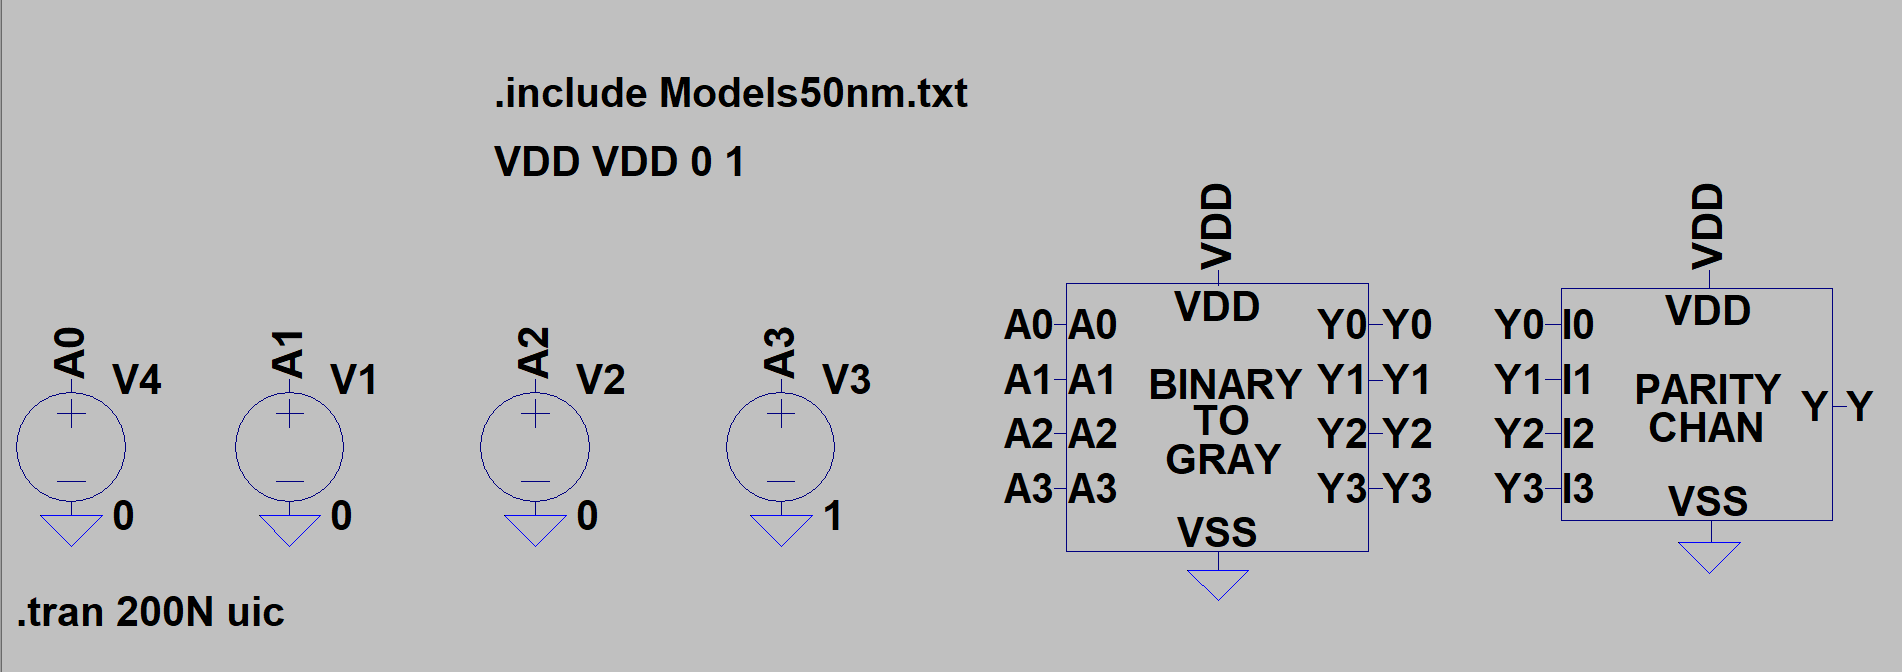 .include Models50nm.txt
VDD VDD 0 1
A0
V4
0
A1
V1
0
A2
V2
0
A3
V3
1
.tran 200N uic
VDD
VDD
A0 A0
A1 A1
A2 A2
A3 A3
BINARY
TO
GRAY
Y0 Y0
Y1 Y1
Y2 Y2
Y3 Y3
VSS
VDD
VDD
Y0 I0
Y1 I1
Y2 I2
Y3 I3
PARITY
CHAN
Y Y
VSS